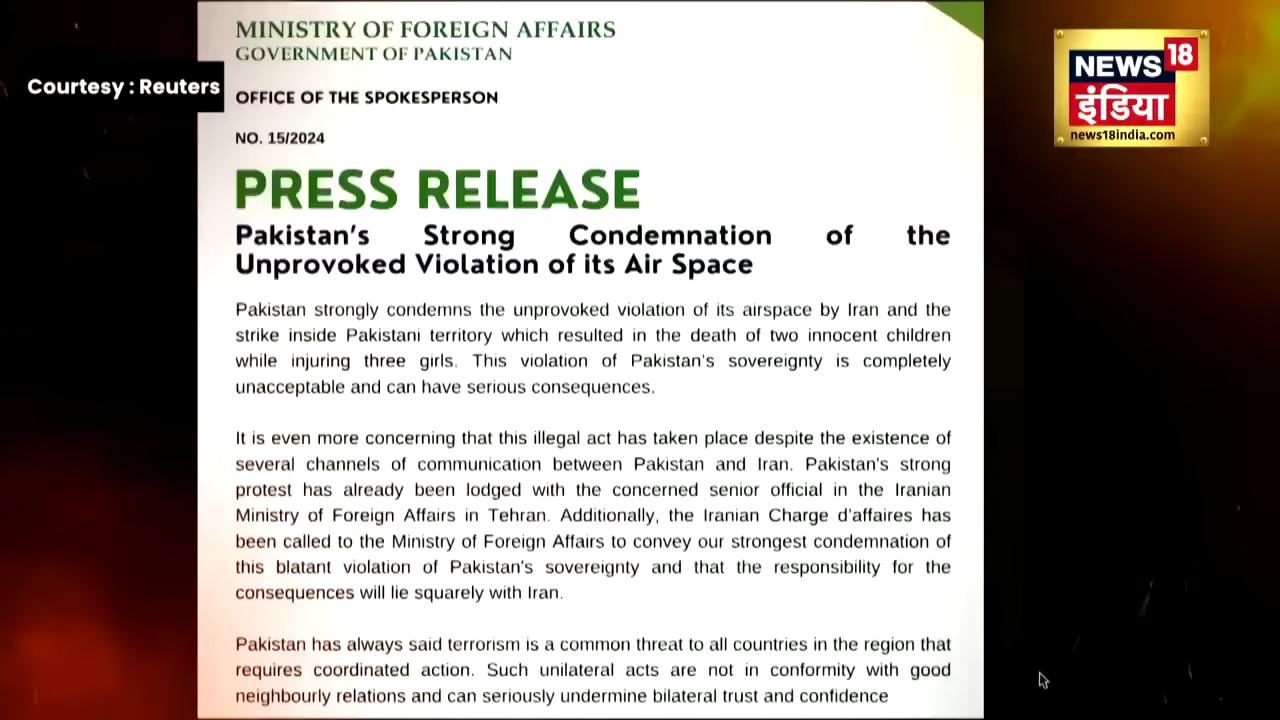 MINISTRY OF FOREIGN AFFAIRS
GOVERNMENT OF PAKISTAN
Courtesy : Reuters
OFFICE OF THE SPOKESPERSON
NO. 15/2024
PRESS RELEASE
Pakistan's Strong Condemnation of the
Unprovoked Violation of its Air Space
Pakistan strongly condemns the unprovoked violation of its airspace by Iran and the
strike inside Pakistani territory which resulted in the death of two innocent children
while injuring three girls. This violation of Pakistan's sovereignty is completely
unacceptable and can have serious consequences.
It is even more concerning that this illegal act has taken place despite the existence of
several channels of communication between Pakistan and Iran. Pakistan's strong
protest has already been lodged with the concerned senior official in the Iranian
Ministry of Foreign Affairs in Tehran. Additionally, the Iranian Charge d'affaires has
been called to the Ministry of Foreign Affairs to convey our strongest condemnation of
this blatant violation of Pakistan's sovereignty and that the responsibility for the
consequences will lie squarely with Iran.
Pakistan has always said terrorism is a common threat to all countries in the region that
requires coordinated action. Such unilateral acts are not in conformity with good
neighbourly relations and can seriously undermine bilateral trust and confidence
NEWS 18
इंडिया
news18india.com